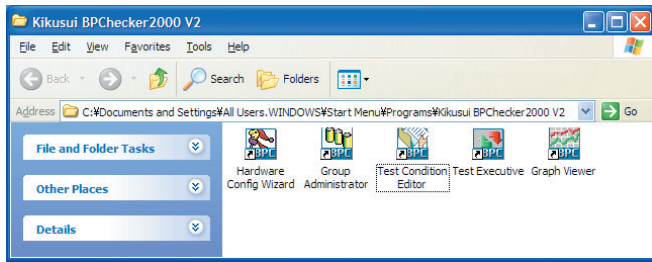 Kikusui BPChecker2000 V2
File Edit View Favorites Tools Help
Back Search Folders
Address C:¥Documents and Settings¥All Users.WINDOWS¥Start Menu¥Programs¥Kikusui BPChecker2000 V2 Go
File and Folder Tasks
Other Places
Details
BPC BPC BPC BPC BPC
Hardware Config Wizard
Group Administrator
Test Condition Editor
Test Executive
Graph Viewer